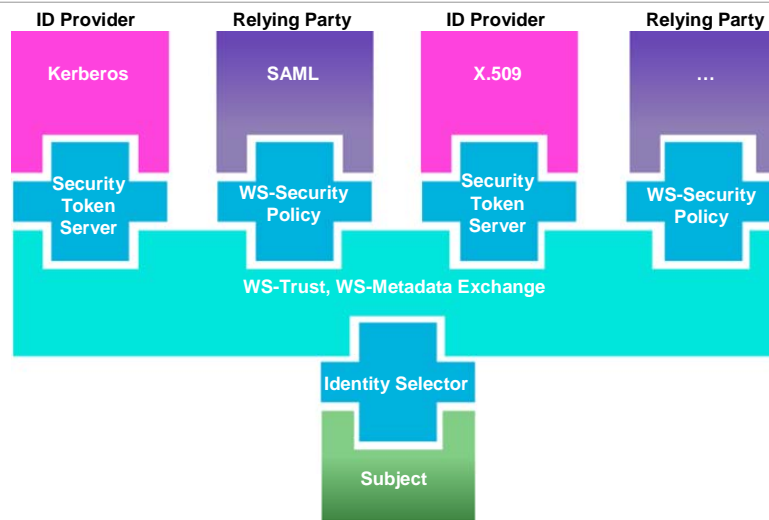 ID Provider
Relying Party
ID Provider
Relying Party
Kerberos
SAML
X.509
…
Security
Token
Server
WS-Security
Policy
Security
Token
Server
WS-Security
Policy
WS-Trust, WS-Metadata Exchange
Identity Selector
Subject